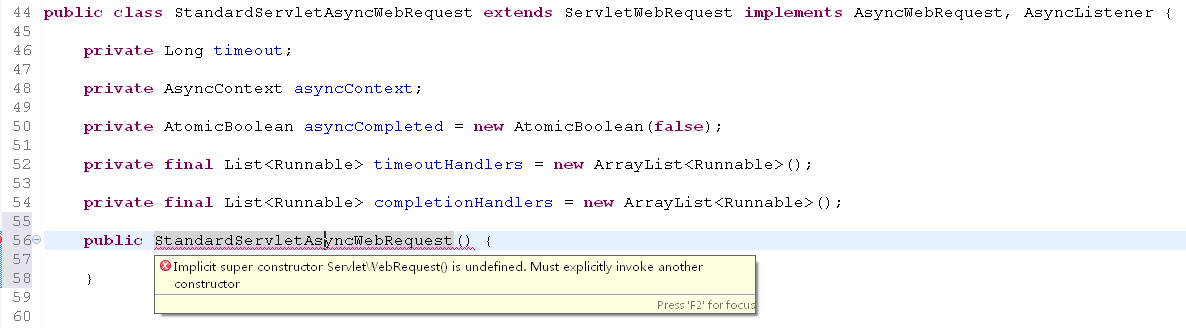 44 public class StandardServletAsyncWebRequest extends ServletWebRequest implements AsyncWebRequest, AsyncListener {
45
46 private Long timeout;
47
48 private AsyncContext asyncContext;
49
50 private AtomicBoolean asyncCompleted = new AtomicBoolean(false);
51
52 private final List<Runnable> timeoutHandlers = new ArrayList<Runnable>();
53
54 private final List<Runnable> completionHandlers = new ArrayList<Runnable>();
55
56 public StandardServletAsyncWebRequest() {
57
Implicit super constructor ServletWebRequest() is undefined. Must explicitly invoke another
58 }
constructor
59
Press 'F2' for focus
60